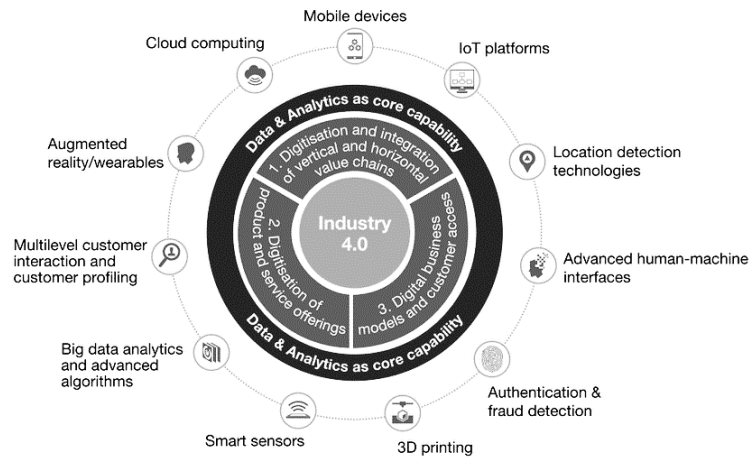 Mobile devices
Cloud computing
IoT platforms
Augmented
reality/wearables
Location detection
technologies
Multilevel customer
interaction and
customer profiling
Advanced human-machine
interfaces
Big data analytics
and advanced
algorithms
Authentication &
fraud detection
Smart sensors
3D printing
Data & Analytics as core capability
1. Digitisation and integration
of vertical and horizontal
value chains
2. Digitisation of
product and service offerings
3. Digital business
models and customer access
Industry
4.0
Data & Analytics as core capability